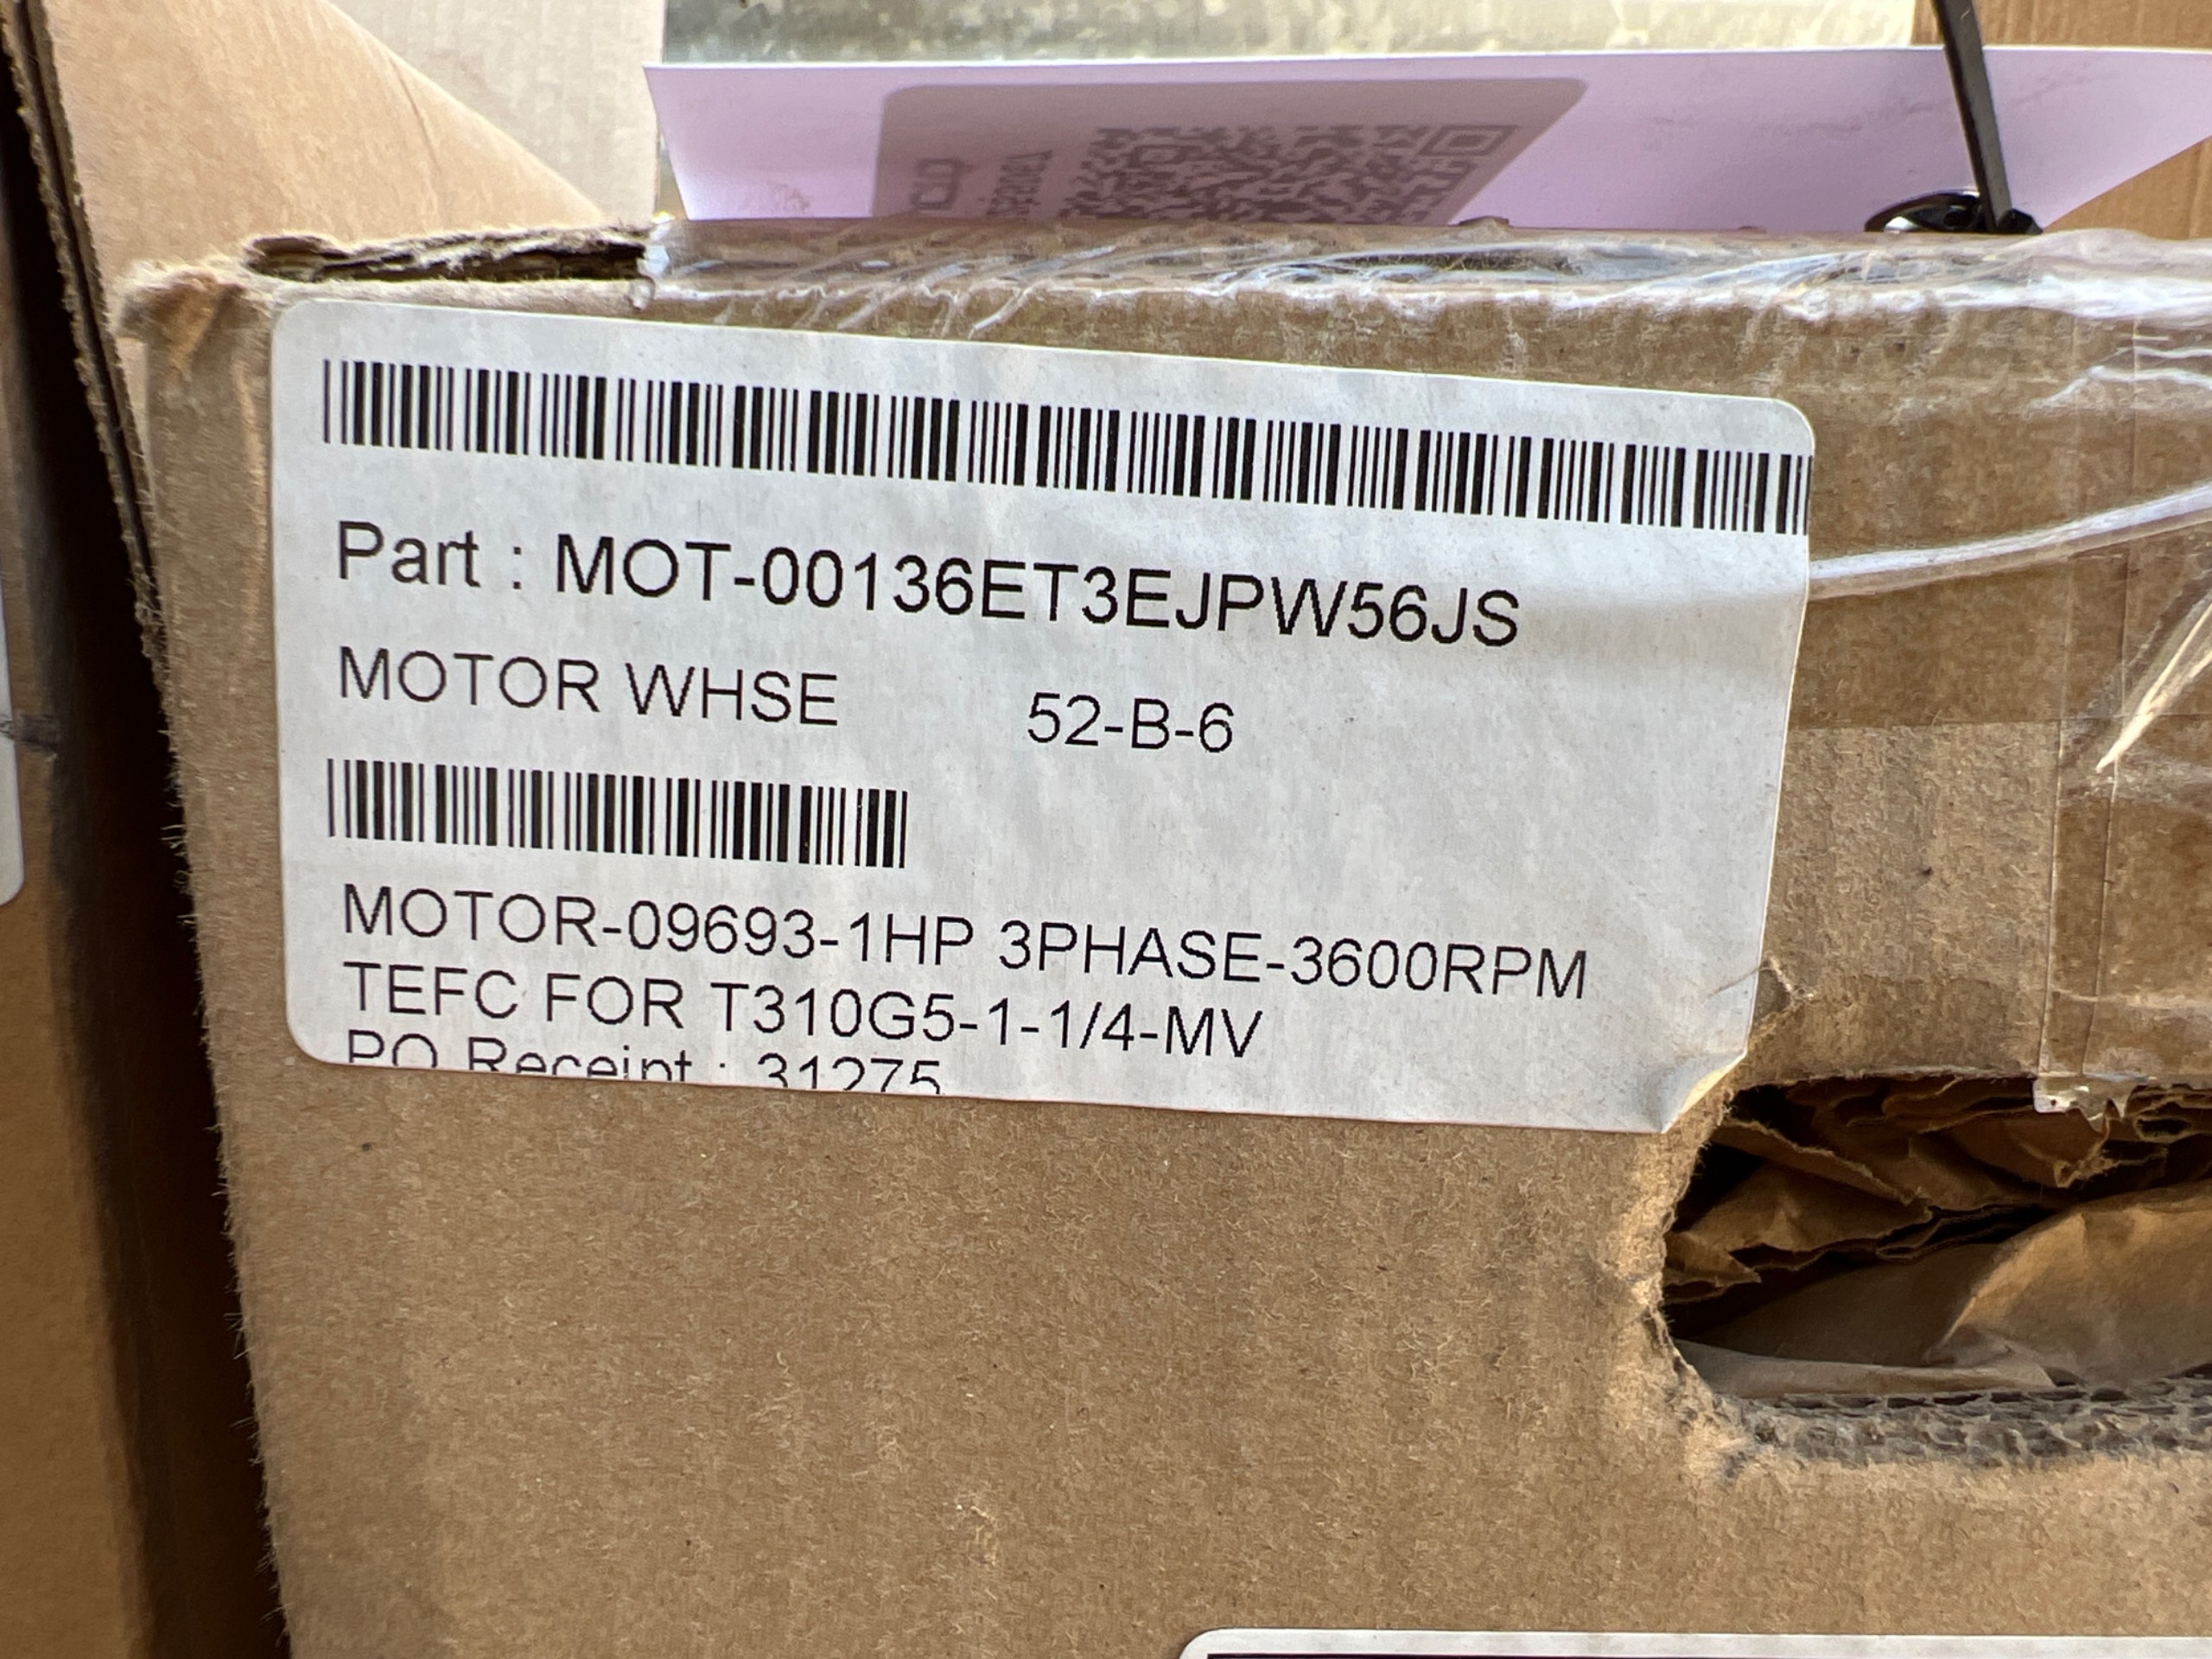 Part : MOT-00136ET3EJPW56JS
MOTOR WHSE 52-B-6
MOTOR-09693-1HP 3PHASE-3600RPM
TEFC FOR T310G5-1-1/4-MV
PO Receipt : 31275